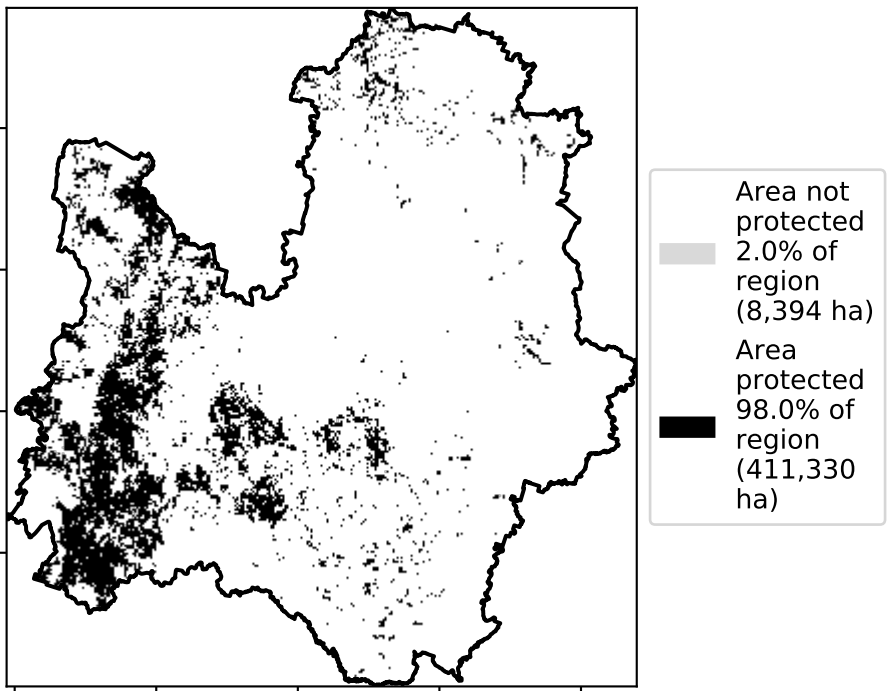 Area not
protected
2.0% of
region
(8,394 ha)
Area
protected
98.0% of
region
(411,330
ha)